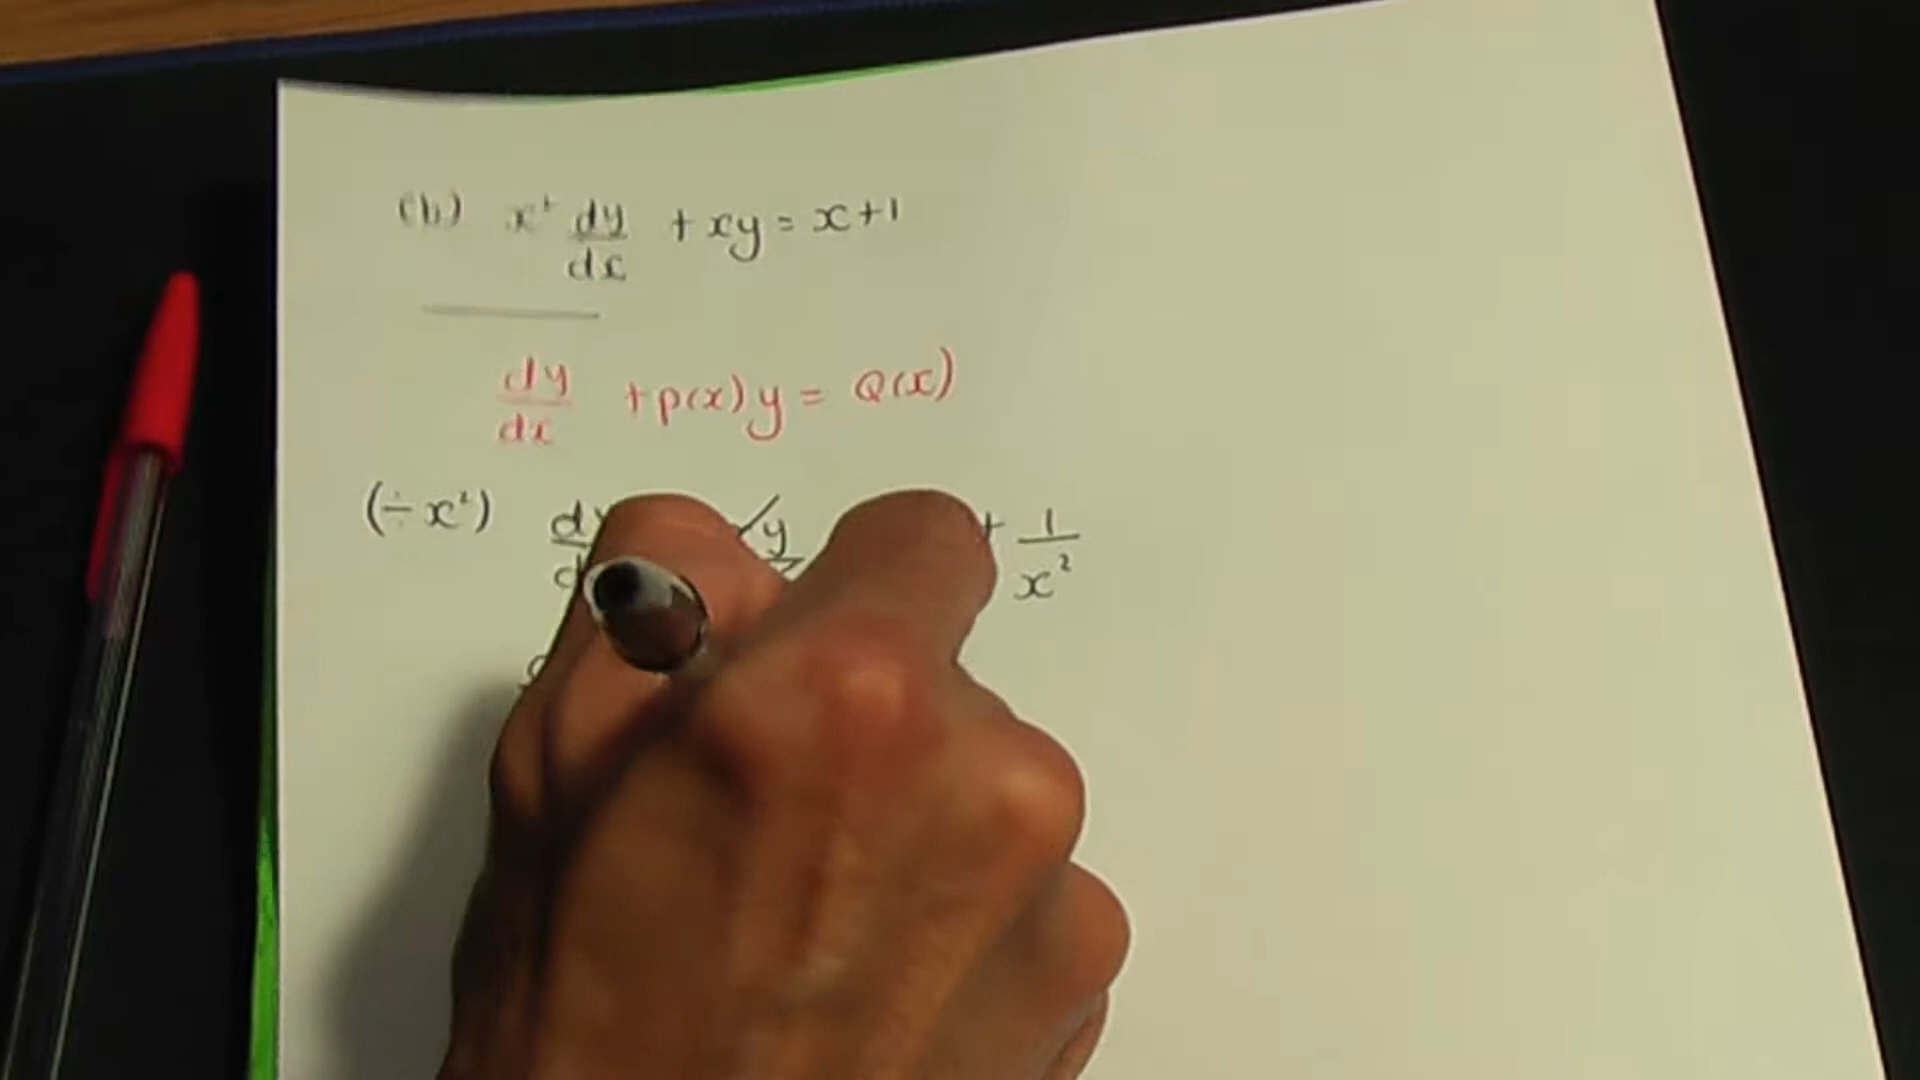 (b) x² dy/dx + xy = x+1
dy/dx + p(x) y = Q(x)
(÷ x²) d y + 1/x²